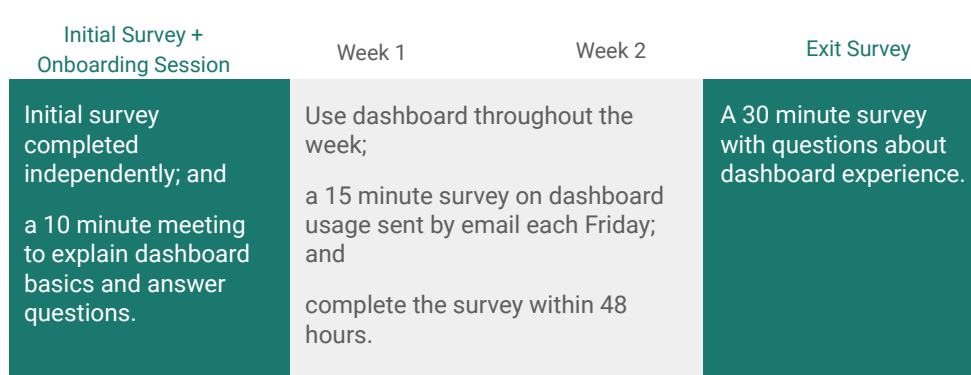 Initial Survey +
Onboarding Session
Week 1
Week 2
Exit Survey
Initial survey
completed
independently; and
a 10 minute meeting
to explain dashboard
basics and answer
questions.
Use dashboard throughout the
week;
a 15 minute survey on dashboard
usage sent by email each Friday;
and
complete the survey within 48
hours.
A 30 minute survey
with questions about
dashboard experience.